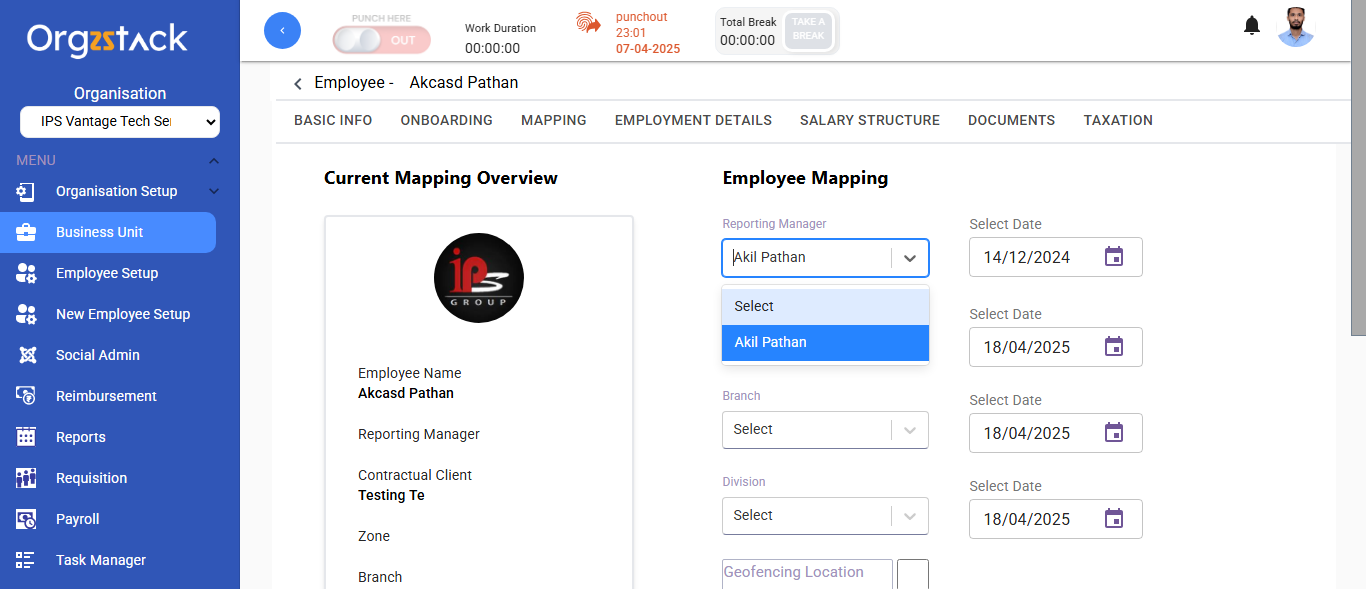 Orgzstack
Organisation
IPS Vantage Tech Ser
MENU
Organisation Setup
Business Unit
Employee Setup
New Employee Setup
Social Admin
Reimbursement
Reports
Requisition
Payroll
Task Manager
PUNCH HERE
OUT
Work Duration
00:00:00
punchout
23:01
07-04-2025
Total Break
00:00:00
TAKE A
BREAK
Employee - Akcasd Pathan
BASIC INFO ONBOARDING MAPPING EMPLOYMENT DETAILS SALARY STRUCTURE DOCUMENTS TAXATION
Current Mapping Overview
iPS
GROUP
Employee Name
Akcasd Pathan
Reporting Manager
Contractual Client
Testing Te
Zone
Branch
Employee Mapping
Reporting Manager
Akil Pathan
Select
Akil Pathan
Select Date
14/12/2024
Select Date
18/04/2025
Branch
Select
Select Date
18/04/2025
Division
Select
Select Date
18/04/2025
Geofencing Location